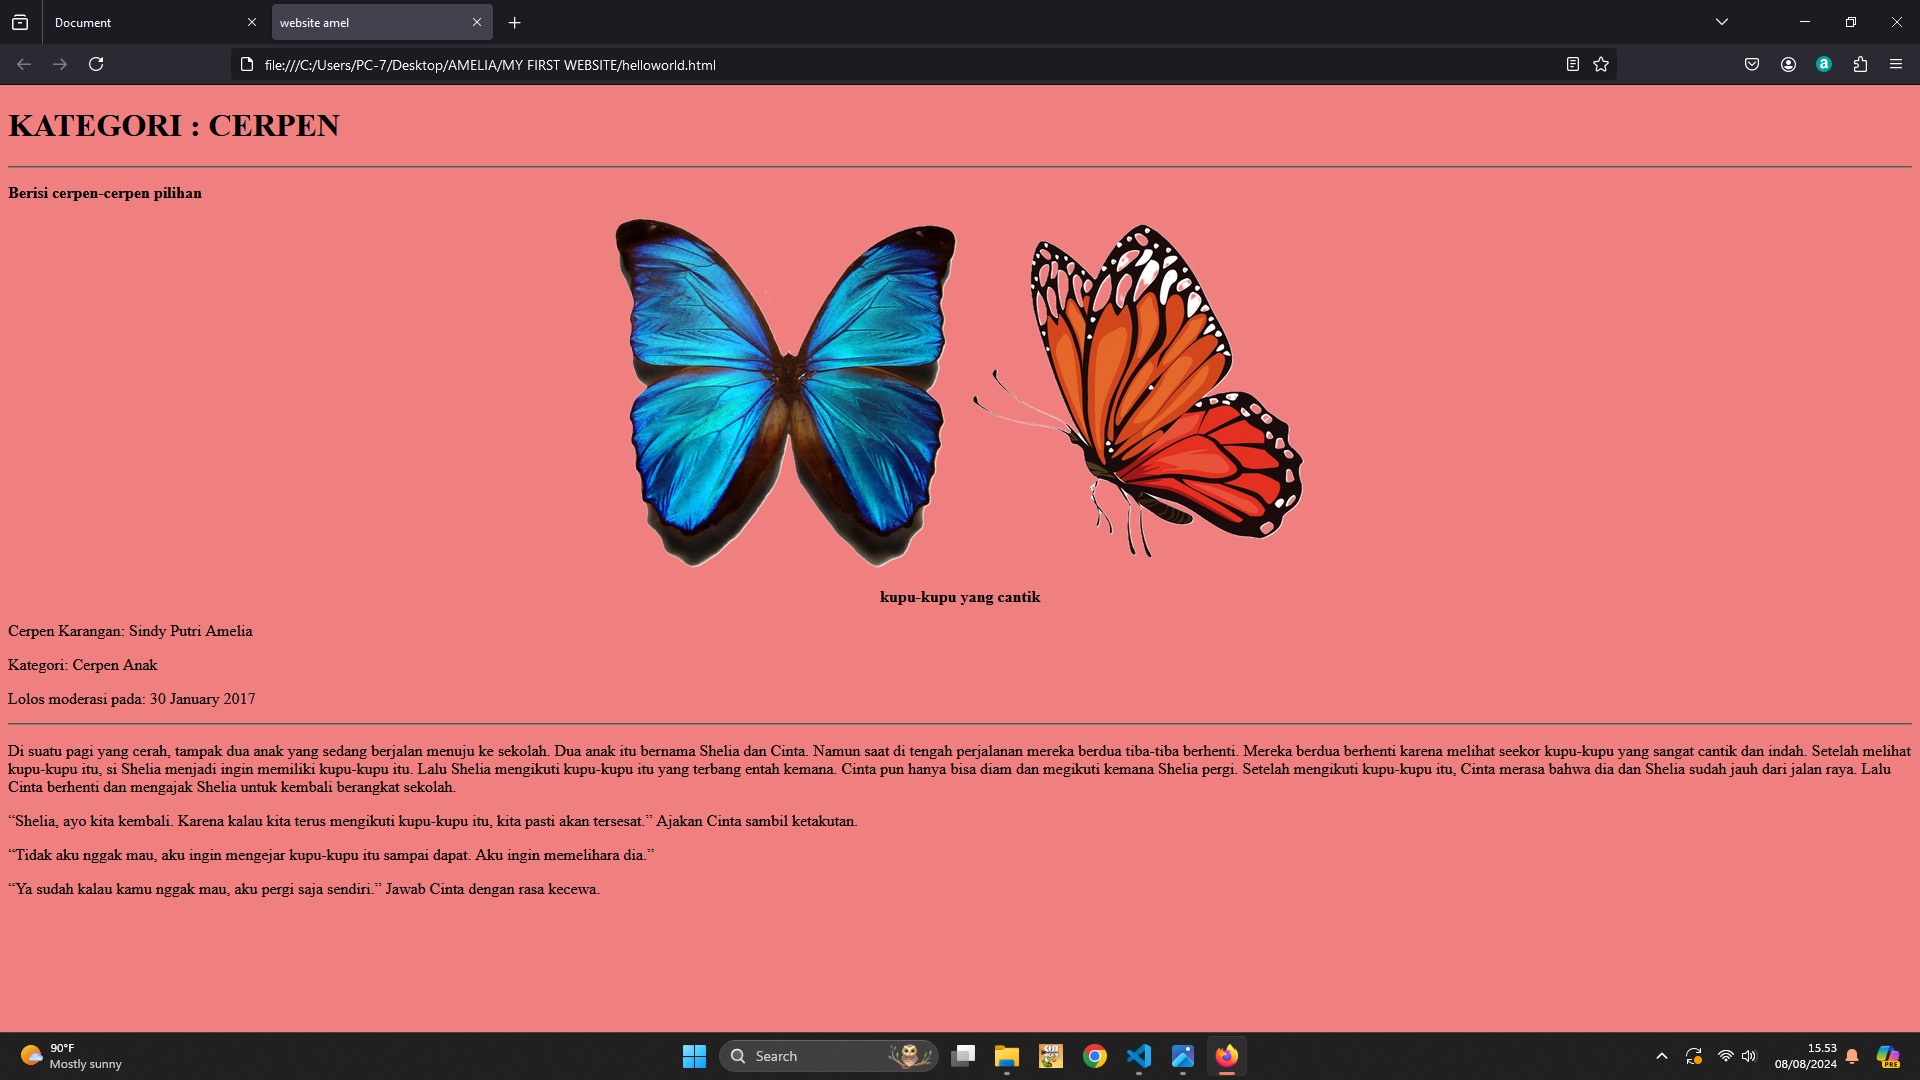 Document
website amel
file:///C:/Users/PC-7/Desktop/AMELIA/MY FIRST WEBSITE/helloworld.html
a
KATEGORI : CERPEN
Berisi cerpen-cerpen pilihan
kupu-kupu yang cantik
Cerpen Karangan: Sindy Putri Amelia
Kategori: Cerpen Anak
Lolos moderasi pada: 30 January 2017
Di suatu pagi yang cerah, tampak dua anak yang sedang berjalan menuju ke sekolah. Dua anak itu bernama Shelia dan Cinta. Namun saat di tengah perjalanan mereka berdua tiba-tiba berhenti. Mereka berdua berhenti karena melihat seekor kupu-kupu yang sangat cantik dan indah. Setelah melihat
kupu-kupu itu, si Shelia menjadi ingin memiliki kupu-kupu itu. Lalu Shelia mengikuti kupu-kupu itu yang terbang entah kemana. Cinta pun hanya bisa diam dan megikuti kemana Shelia pergi. Setelah mengikuti kupu-kupu itu, Cinta merasa bahwa dia dan Shelia sudah jauh dari jalan raya. Lalu
Cinta berhenti dan mengajak Shelia untuk kembali berangkat sekolah.
“Shelia, ayo kita kembali. Karena kalau kita terus mengikuti kupu-kupu itu, kita pasti akan tersesat.” Ajakan Cinta sambil ketakutan.
“Tidak aku nggak mau, aku ingin mengejar kupu-kupu itu sampai dapat. Aku ingin memelihara dia.”
“Ya sudah kalau kamu nggak mau, aku pergi saja sendiri.” Jawab Cinta dengan rasa kecewa.
90°F
Mostly sunny
Search
PRE
15.53
08/08/2024